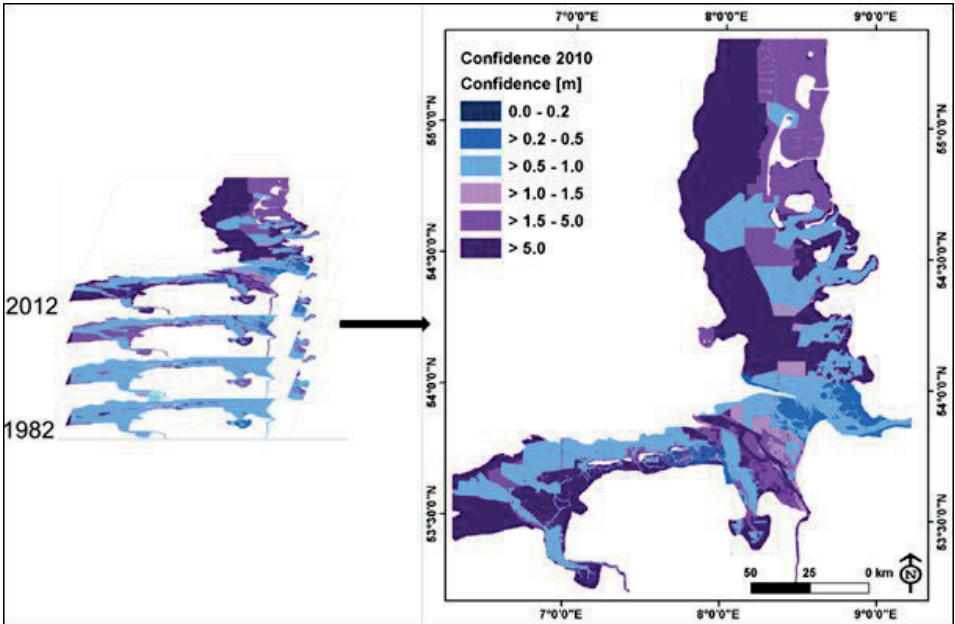 2012
1982
7°0'0"E 8°0'0"E 9°0'0"E
Confidence 2010
Confidence [m]
0.0 - 0.2
> 0.2 - 0.5
> 0.5 - 1.0
> 1.0 - 1.5
> 1.5 - 5.0
> 5.0
55°0'0"N
54°30'0"N
54°0'0"N
53°30'0"N
55°0'0"N
54°30'0"N
54°0'0"N
53°30'0"N
50 25 0 km
N
7°0'0"E 8°0'0"E 9°0'0"E